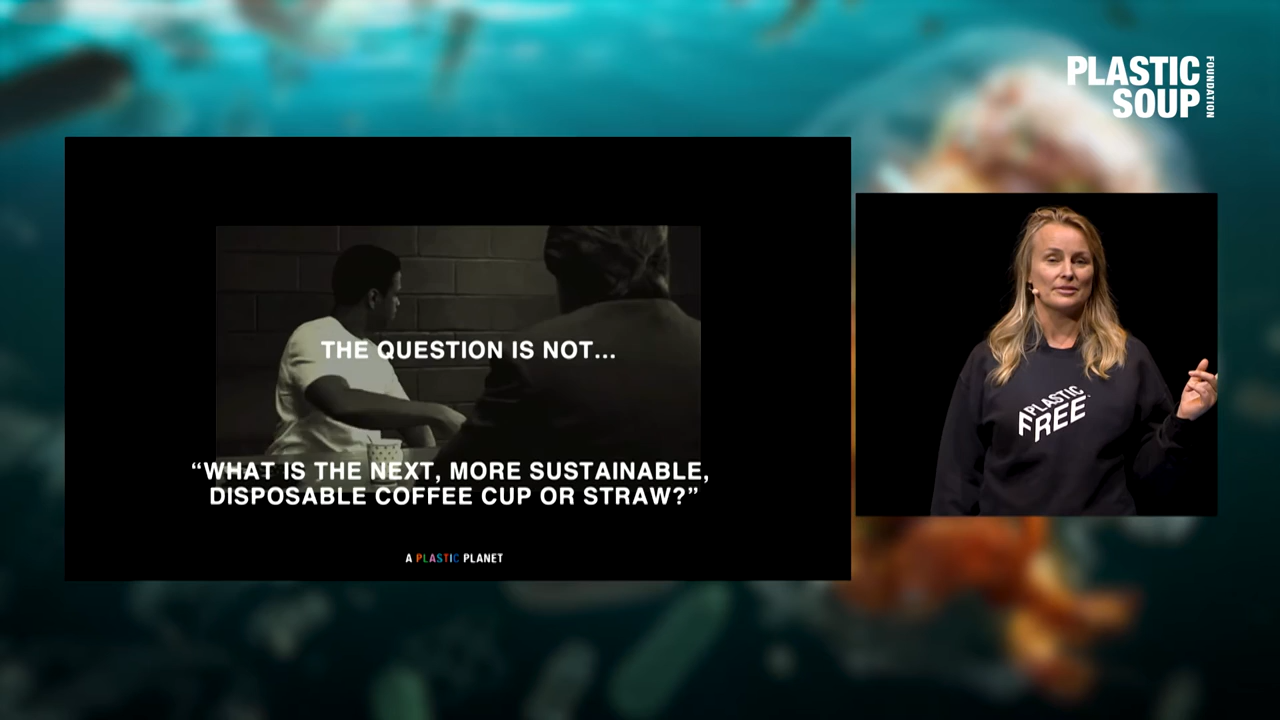 PLASTIC
SOUP
FOUNDATION
THE QUESTION IS NOT...
“WHAT IS THE NEXT, MORE SUSTAINABLE,
DISPOSABLE COFFEE CUP OR STRAW?”
A PLASTIC PLANET
PLASTIC
FREE